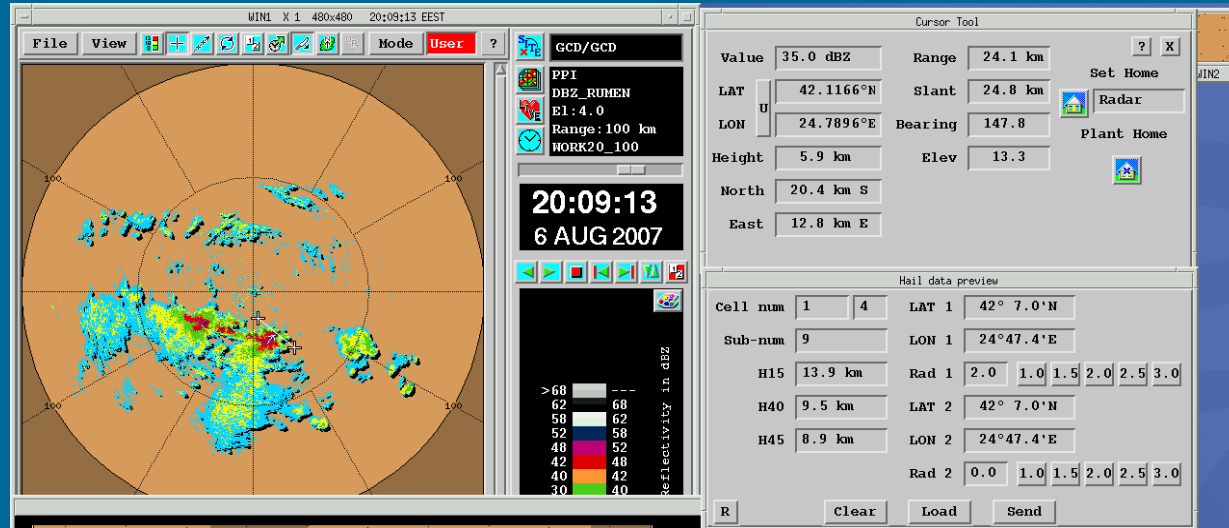 WIN1 X 1 480x480 20:09:13 EEST
File View Mode User ?
100
100
100
100
SITE
GCD/GCD
PPI
DBZ_RUMEN
El:4.0
Range:100 km
WORK20_100
20:09:13
6 AUG 2007
>68 ---
62 68
58 62
52 58
48 52
42 48
40 42
30 40
Reflectivity in dBZ
Cursor Tool
? X
Value 35.0 dBZ Range 24.1 km
Set Home
LAT 42.1166°N Slant 24.8 km
Radar
U
LON 24.7896°E Bearing 147.8
Plant Home
Height 5.9 km Elev 13.3
North 20.4 km S
East 12.8 km E
WIN2
Hail data preview
Cell num 1 4 LAT 1 42° 7.0'N
Sub-num 9 LON 1 24°47.4'E
H15 13.9 km Rad 1 2.0 1.0 1.5 2.0 2.5 3.0
H40 9.5 km LAT 2 42° 7.0'N
H45 8.9 km LON 2 24°47.4'E
Rad 2 0.0 1.0 1.5 2.0 2.5 3.0
R Clear Load Send